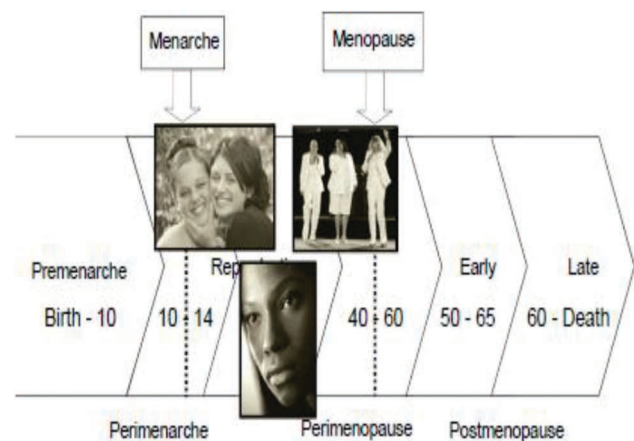 Menarche
Menopause
Premenarche
Early
Late
Birth - 10
10 - 14
40 - 60
50 - 65
60 - Death
Perimenarche
Perimenopause
Postmenopause